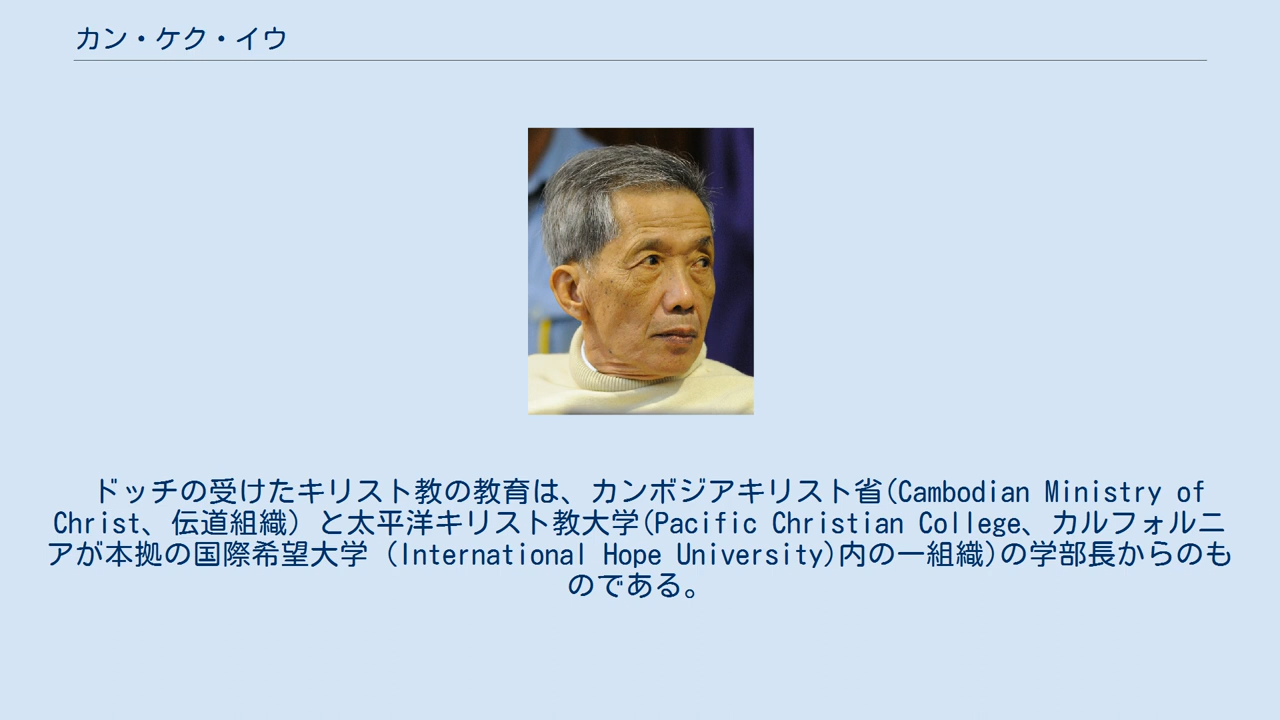 カン・ケク・イウ
ドッチの受けたキリスト教の教育は、カンボジアキリスト省(Cambodian Ministry of
Christ、伝道組織) と太平洋キリスト教大学(Pacific Christian College、カルフォルニ
アが本拠の国際希望大学 (International Hope University)内の一組織)の学部長からのも
のである。